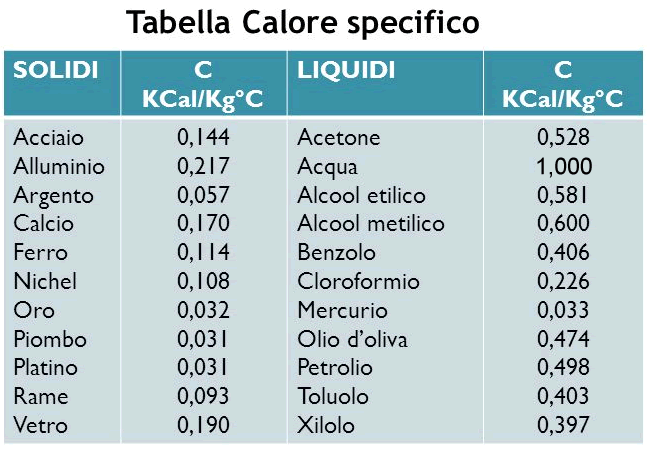 Tabella Calore specifico
SOLIDI C KCal/Kg°C LIQUIDI C KCal/Kg°C
Acciaio 0,144 Acetone 0,528
Alluminio 0,217 Acqua 1,000
Argento 0,057 Alcool etilico 0,581
Calcio 0,170 Alcool metilico 0,600
Ferro 0,114 Benzolo 0,406
Nichel 0,108 Cloroformio 0,226
Oro 0,032 Mercurio 0,033
Piombo 0,031 Olio d'oliva 0,474
Platino 0,031 Petrolio 0,498
Rame 0,093 Toluolo 0,403
Vetro 0,190 Xilolo 0,397